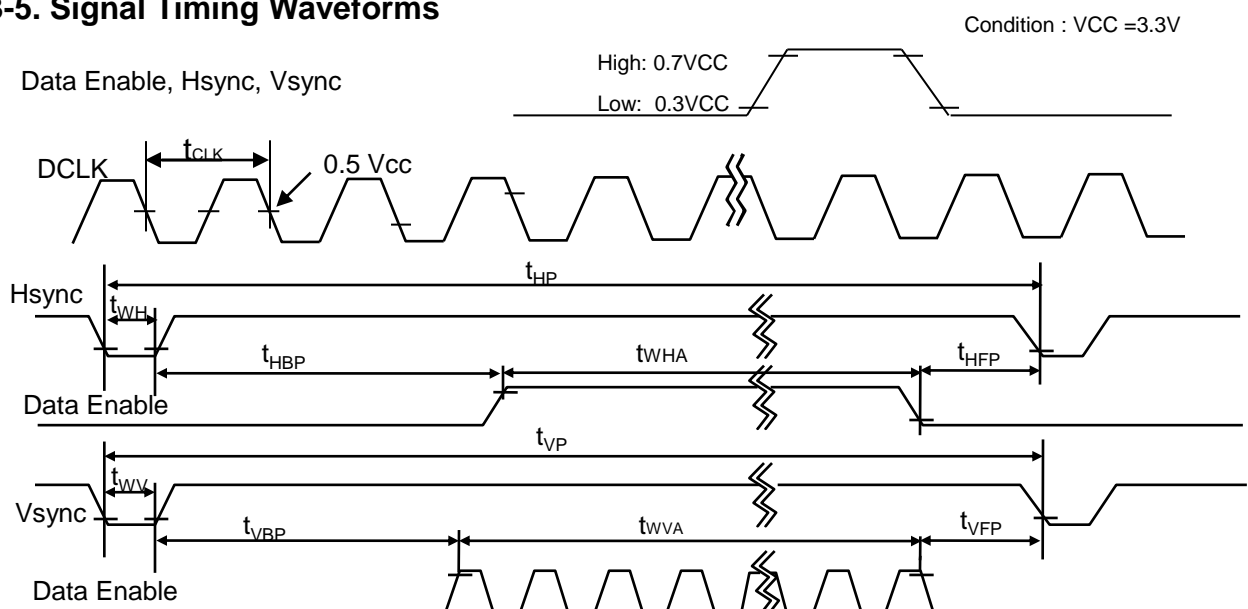 3-5. Signal Timing Waveforms
Condition : VCC =3.3V
Data Enable, Hsync, Vsync
High: 0.7VCC
Low: 0.3VCC
DCLK
tCLK
0.5 Vcc
tHP
Hsync
tWH
tHBP
tWHA
tHFP
Data Enable
tVP
tWV
Vsync
tVBP
tWVA
tVFP
Data Enable